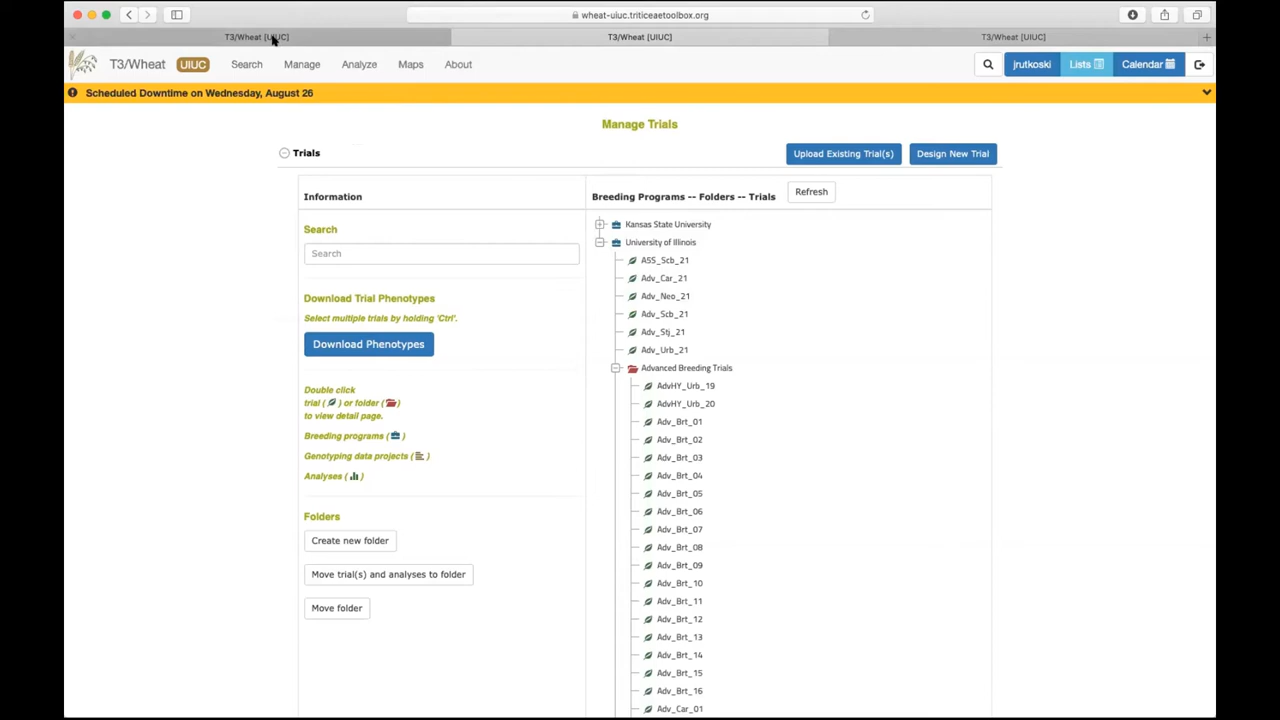 wheat-uiuc.triticaetoolbox.org
T3/Wheat [UIUC]
T3/Wheat [UIUC]
T3/Wheat [UIUC]
T3/Wheat UIUC Search Manage Analyze Maps About jrutkoski Lists Calendar
Scheduled Downtime on Wednesday, August 26
Manage Trials
Trials
Upload Existing Trial(s)
Design New Trial
Information
Search
Search
Download Trial Phenotypes
Select multiple trials by holding 'Ctrl'.
Download Phenotypes
Double click
trial ( ) or folder ( )
to view detail page.
Breeding programs ( )
Genotyping data projects ( )
Analyses ( )
Folders
Create new folder
Move trial(s) and analyses to folder
Move folder
Breeding Programs -- Folders -- Trials
Refresh
Kansas State University
University of Illinois
A5S_Scb_21
Adv_Car_21
Adv_Neo_21
Adv_Scb_21
Adv_Stj_21
Adv_Urb_21
Advanced Breeding Trials
AdvHY_Urb_19
AdvHY_Urb_20
Adv_Brt_01
Adv_Brt_02
Adv_Brt_03
Adv_Brt_04
Adv_Brt_05
Adv_Brt_06
Adv_Brt_07
Adv_Brt_08
Adv_Brt_09
Adv_Brt_10
Adv_Brt_11
Adv_Brt_12
Adv_Brt_13
Adv_Brt_14
Adv_Brt_15
Adv_Brt_16
Adv_Car_01